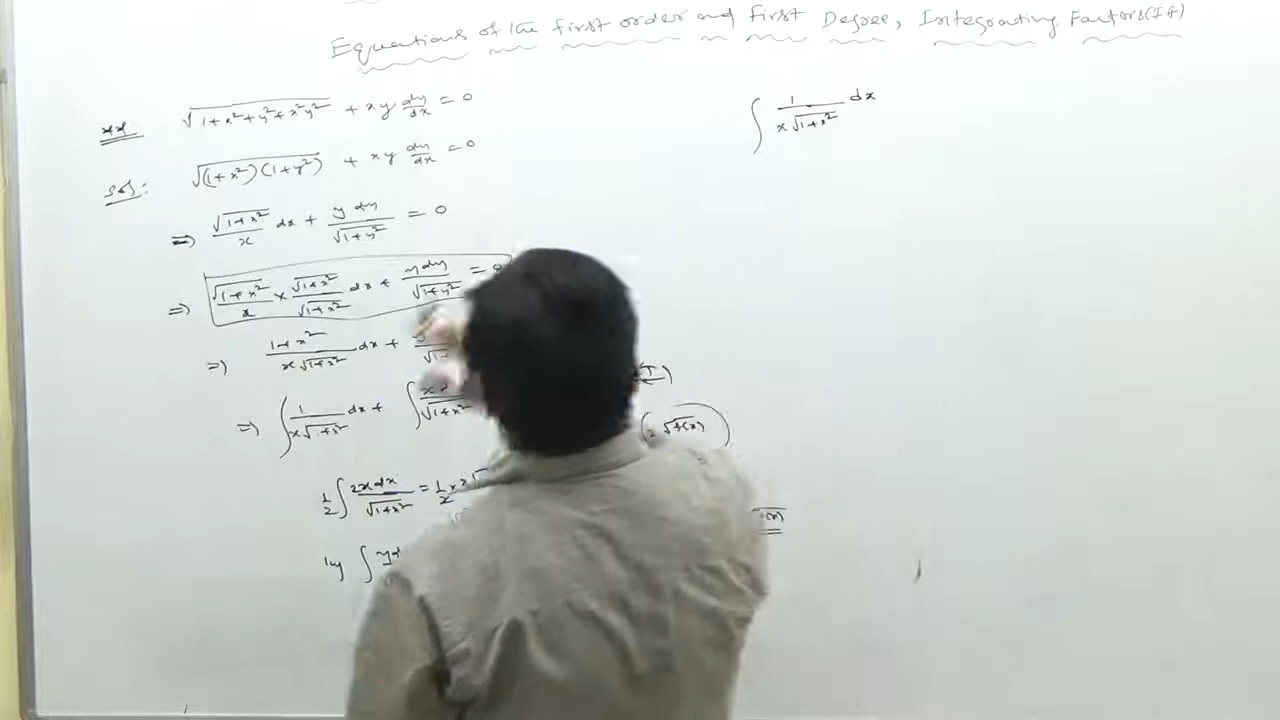 Equations of the first order and First Degree, Integrating Factors(IF)
√(1+x²+y²+x²y²) + xy dy/dx = 0
Sol: √((1+x²)(1+y²)) + xy dy/dx = 0
⇒ √(1+x²)/x dx + y dy/√(1+y²) = 0
⇒ √(1+x²)/x × √(1+x²)/√(1+x²) dx + y dy/√(1+y²) = 0
⇒ (1+x²)/(x√(1+x²)) dx +
⇒ ∫ 1/(x√(1+x²)) dx + ∫
1/2 ∫ 2x dx/√(1+x²) = 1/2 × 2√
lly ∫
∫ 1/(x√(1+x²)) dx
2√f(x)